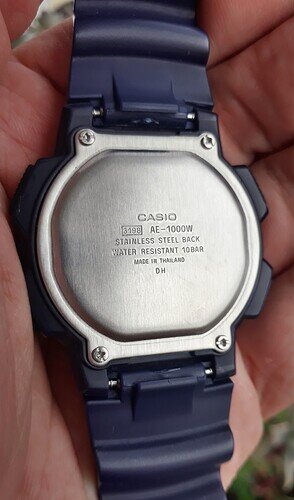 CASIO
3198 AE-1000W
STAINLESS STEEL BACK
WATER RESISTANT 10BAR
MADE IN THAILAND
DH